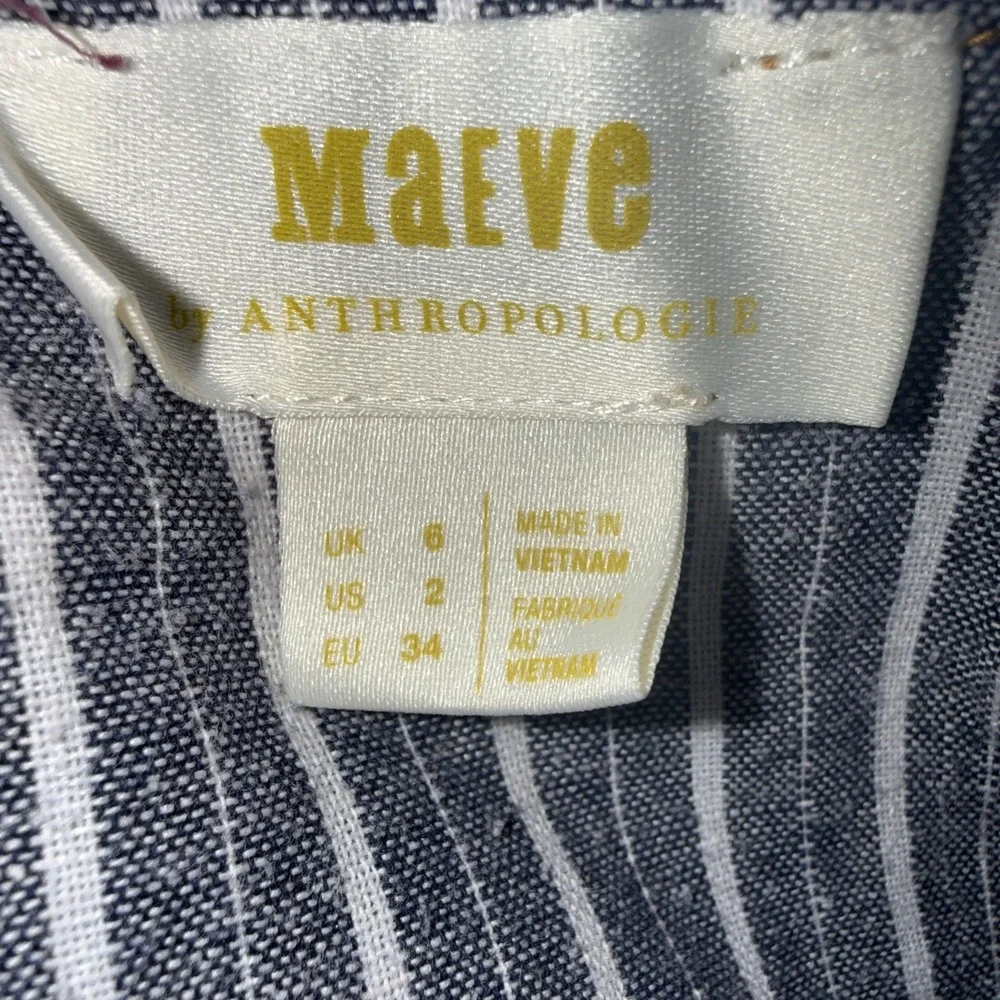 MaEVe
by ANTHROPOLOGIE
UK 6
US 2
EU 34
MADE IN
VIETNAM
FABRIQUÉ
AU
VIETNAM